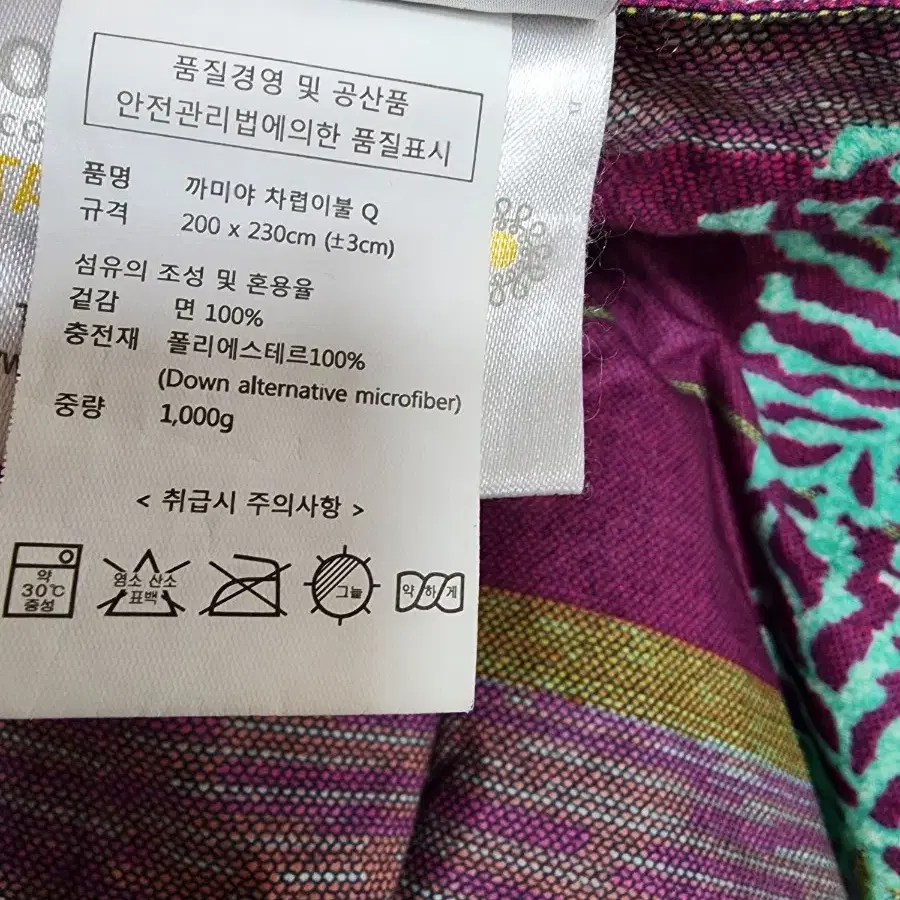 품질경영 및 공산품
안전관리법에의한 품질표시
품명 까미야 차렵이불 Q
규격 200 x 230cm (±3cm)
섬유의 조성 및 혼용율
겉감 면 100%
충전재 폴리에스테르100%
(Down alternative microfiber)
중량 1,000g
< 취급시 주의사항 >
약
30℃
중성
염소 산소
표백
그늘
약하게